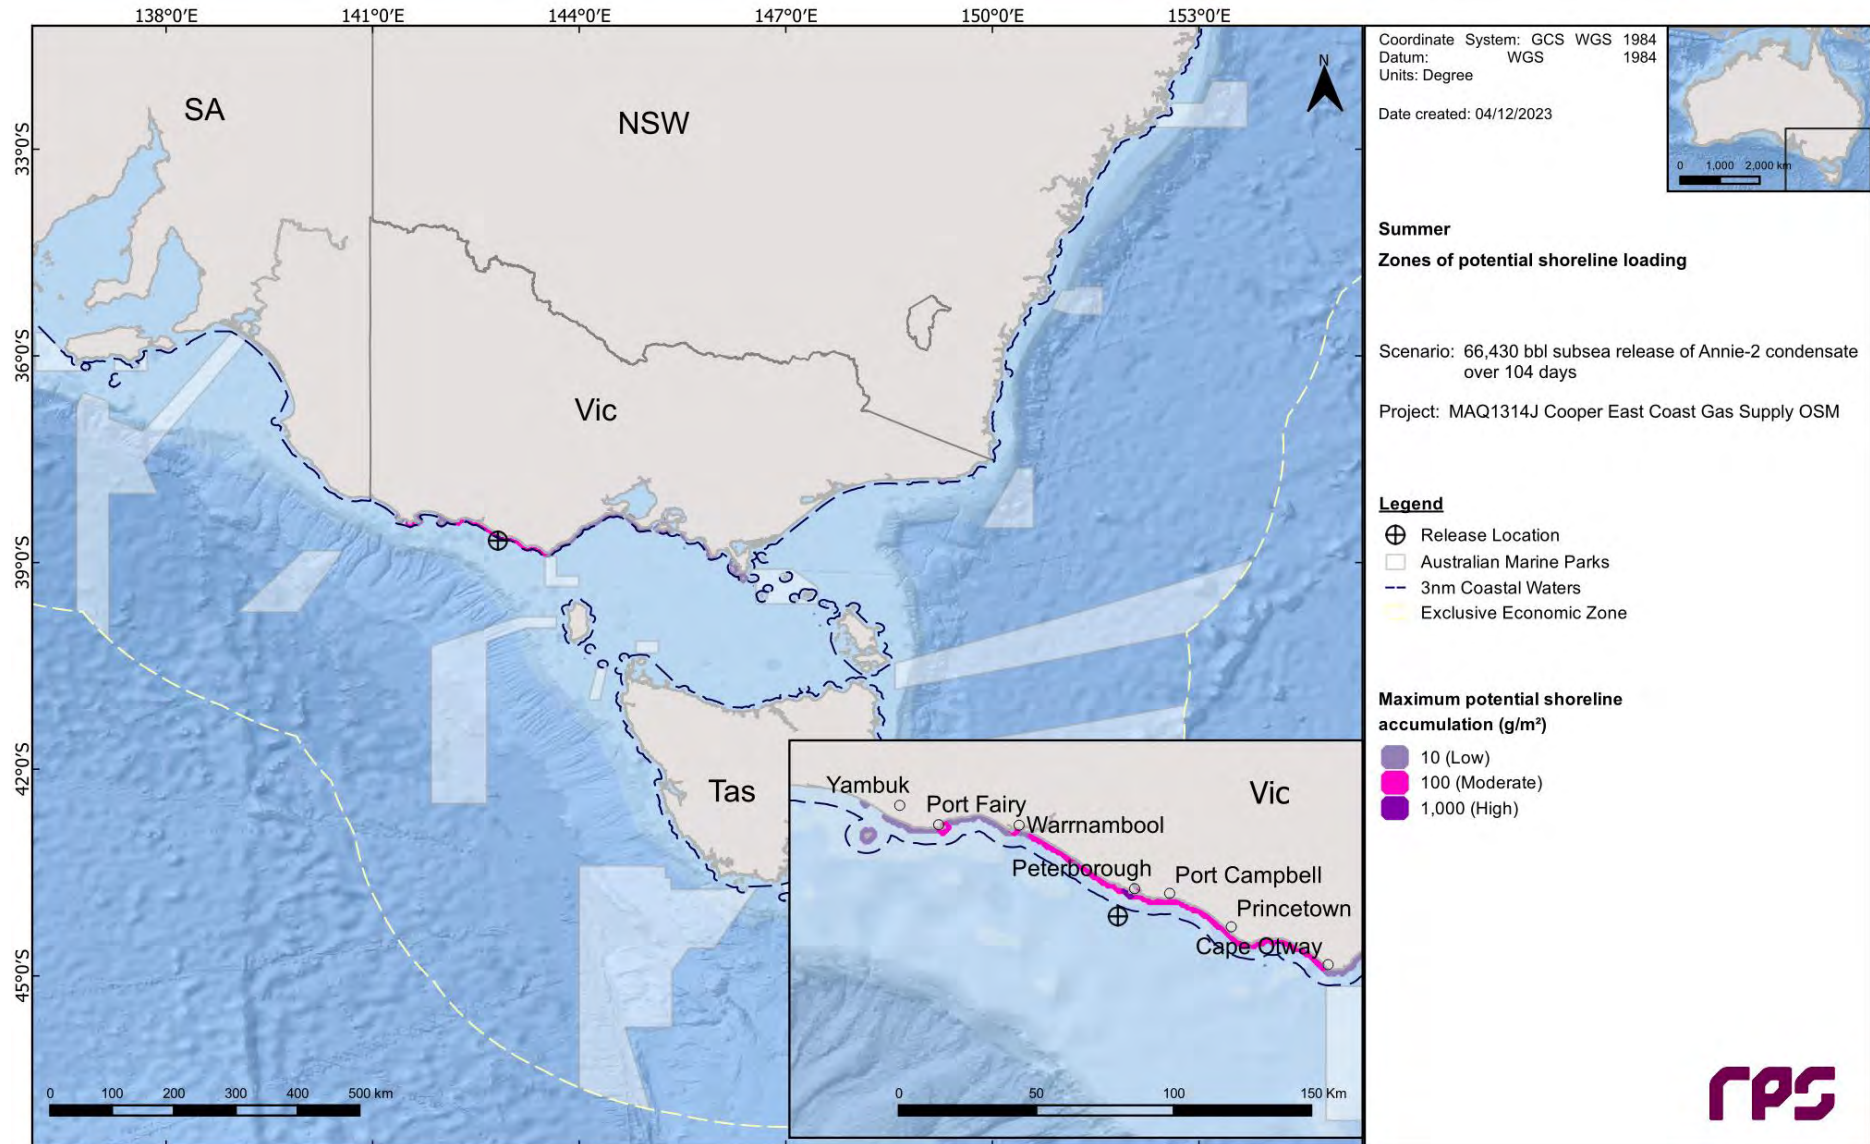 138°0'E 141°0'E 144°0'E 147°0'E 150°0'E 153°0'E
33°0'S
36°0'S
39°0'S
42°0'S
45°0'S
SA
NSW
Vic
Tas
0 100 200 300 400 500 km
Yambuk
Port Fairy
Warrnambool
Vic
Peterborough
Port Campbell
Princetown
Cape Otway
0 50 100 150 Km
N
Coordinate System: GCS WGS 1984
Datum: WGS 1984
Units: Degree
Date created: 04/12/2023
0 1,000 2,000 km
Summer
Zones of potential shoreline loading
Scenario: 66,430 bbl subsea release of Annie-2 condensate
over 104 days
Project: MAQ1314J Cooper East Coast Gas Supply OSM
Legend
Release Location
Australian Marine Parks
3nm Coastal Waters
Exclusive Economic Zone
Maximum potential shoreline
accumulation (g/m²)
10 (Low)
100 (Moderate)
1,000 (High)
rps